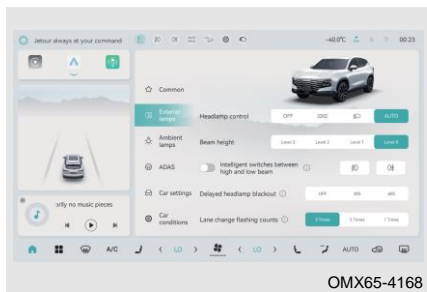 Jetour always at your command
-40.0°C
00:23
Common
Exterior
lamps
Headlamp control
OFF
AUTO
Ambient
lamps
Beam height
Level 3
Level 2
Level 1
Level 0
ADAS
Intelligent switches between
high and low beam
Car settings
Delayed headlamp blackout
OFF
30S
60S
Car
conditions
Lane change flashing counts
3 Times
5 Times
7 Times
only no music pieces
A/C
LO
LO
AUTO
OMX65-4168